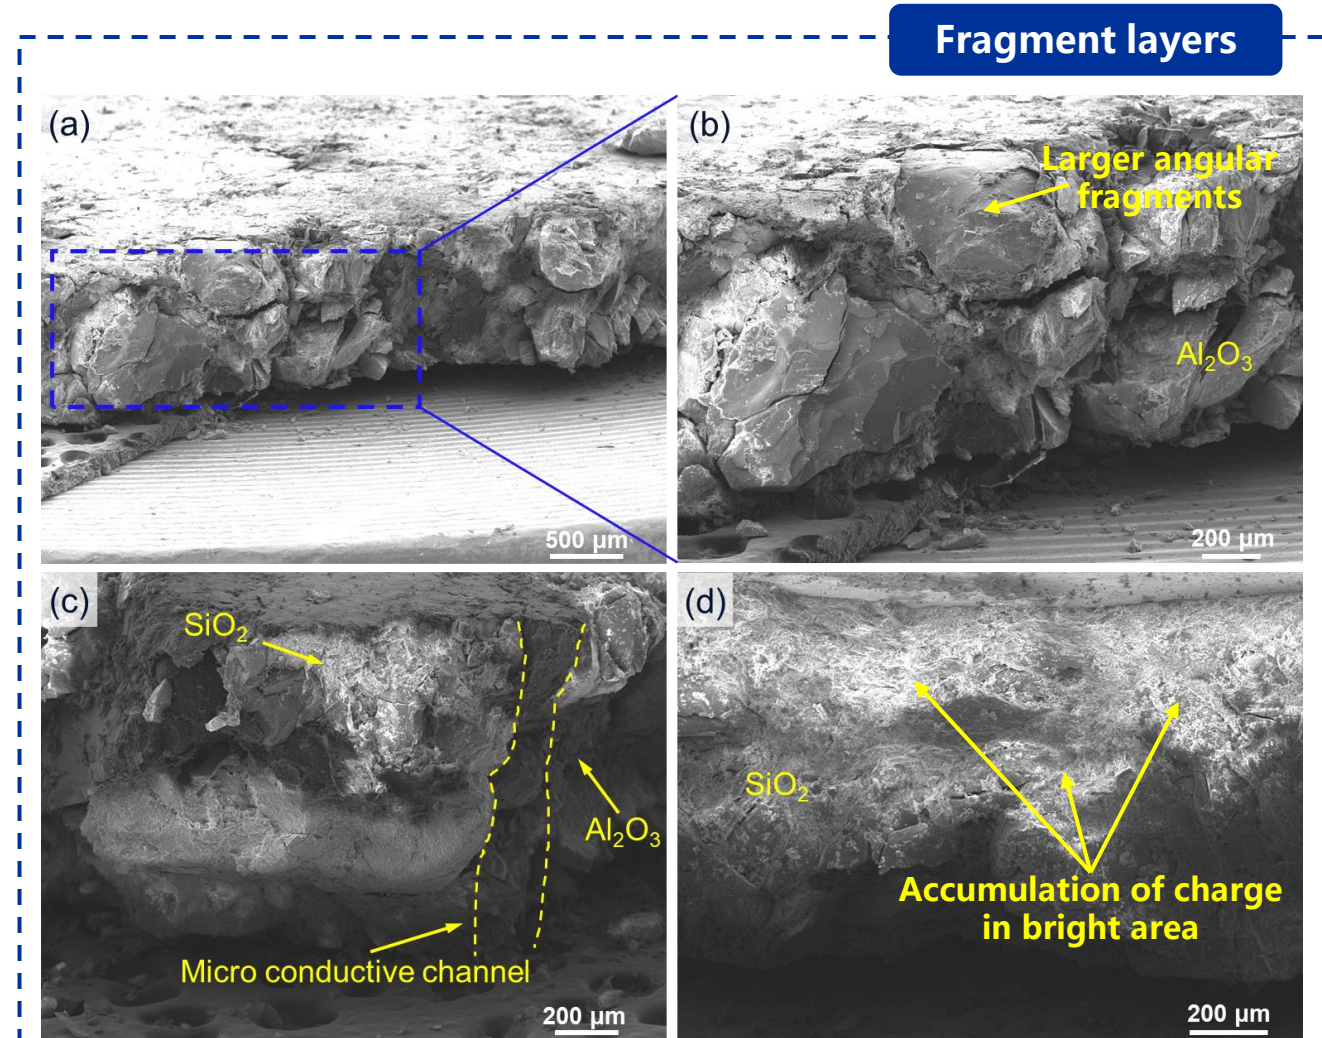 Fragment layers
(a)
500 μm
(b)
Larger angular
fragments
Al₂O₃
200 μm
(c)
SiO₂
Al₂O₃
Micro conductive channel
200 μm
(d)
SiO₂
Accumulation of charge
in bright area
200 μm